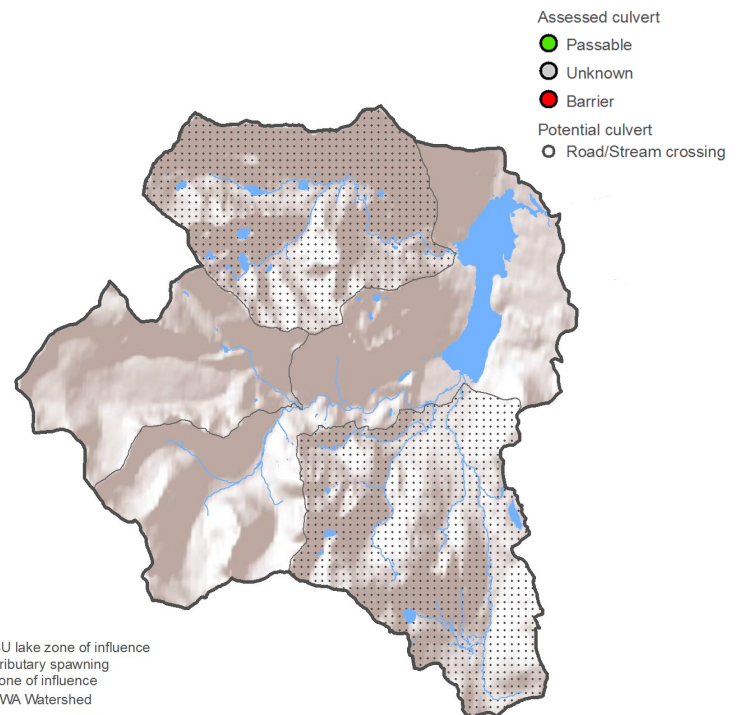 Assessed culvert
Passable
Unknown
Barrier
Potential culvert
Road/Stream crossing
U lake zone of influence
ributary spawning
one of influence
WA Watershed